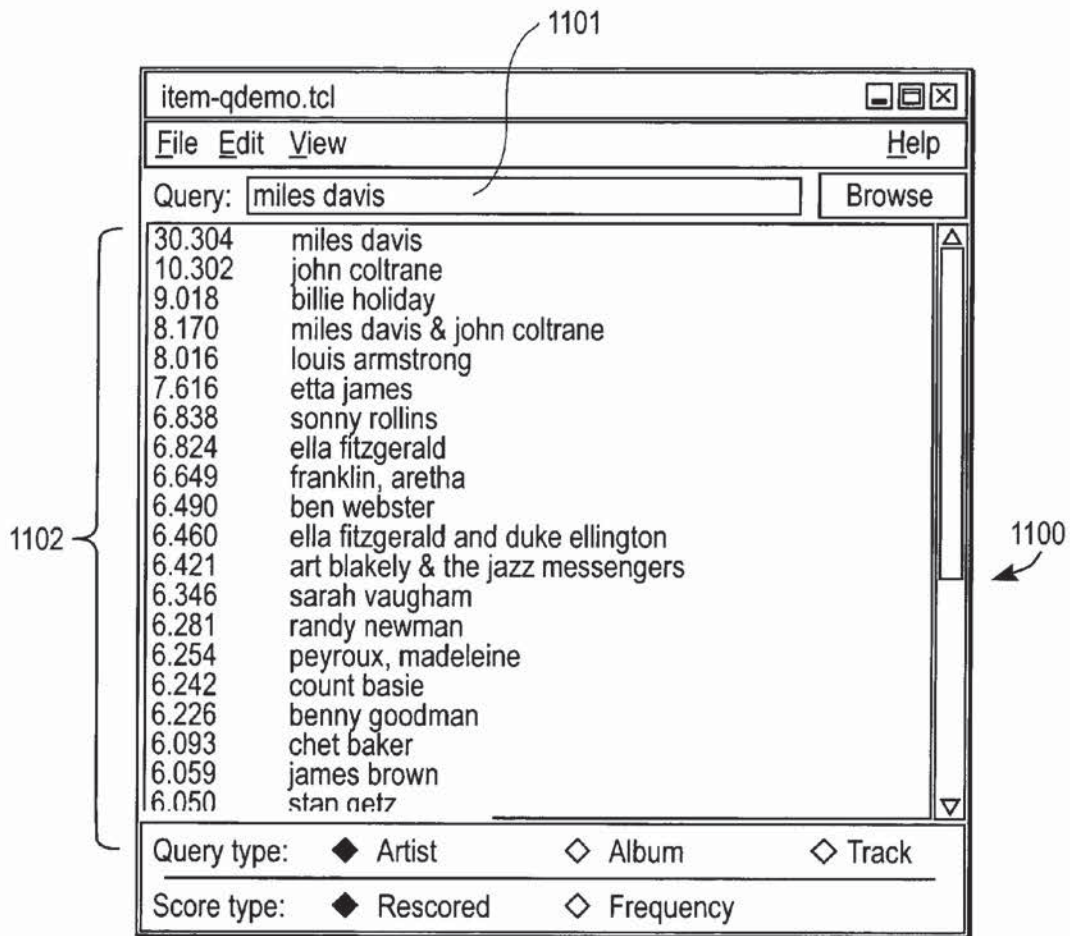 1101
item-qdemo.tcl
File Edit View Help
Query: miles davis Browse
30.304 miles davis
10.302 john coltrane
9.018 billie holiday
8.170 miles davis & john coltrane
8.016 louis armstrong
7.616 etta james
6.838 sonny rollins
6.824 ella fitzgerald
6.649 franklin, aretha
6.490 ben webster
1102
6.460 ella fitzgerald and duke ellington
1100
6.421 art blakely & the jazz messengers
6.346 sarah vaugham
6.281 randy newman
6.254 peyroux, madeleine
6.242 count basie
6.226 benny goodman
6.093 chet baker
6.059 james brown
6.050 stan getz
Query type: Artist Album Track
Score type: Rescored Frequency